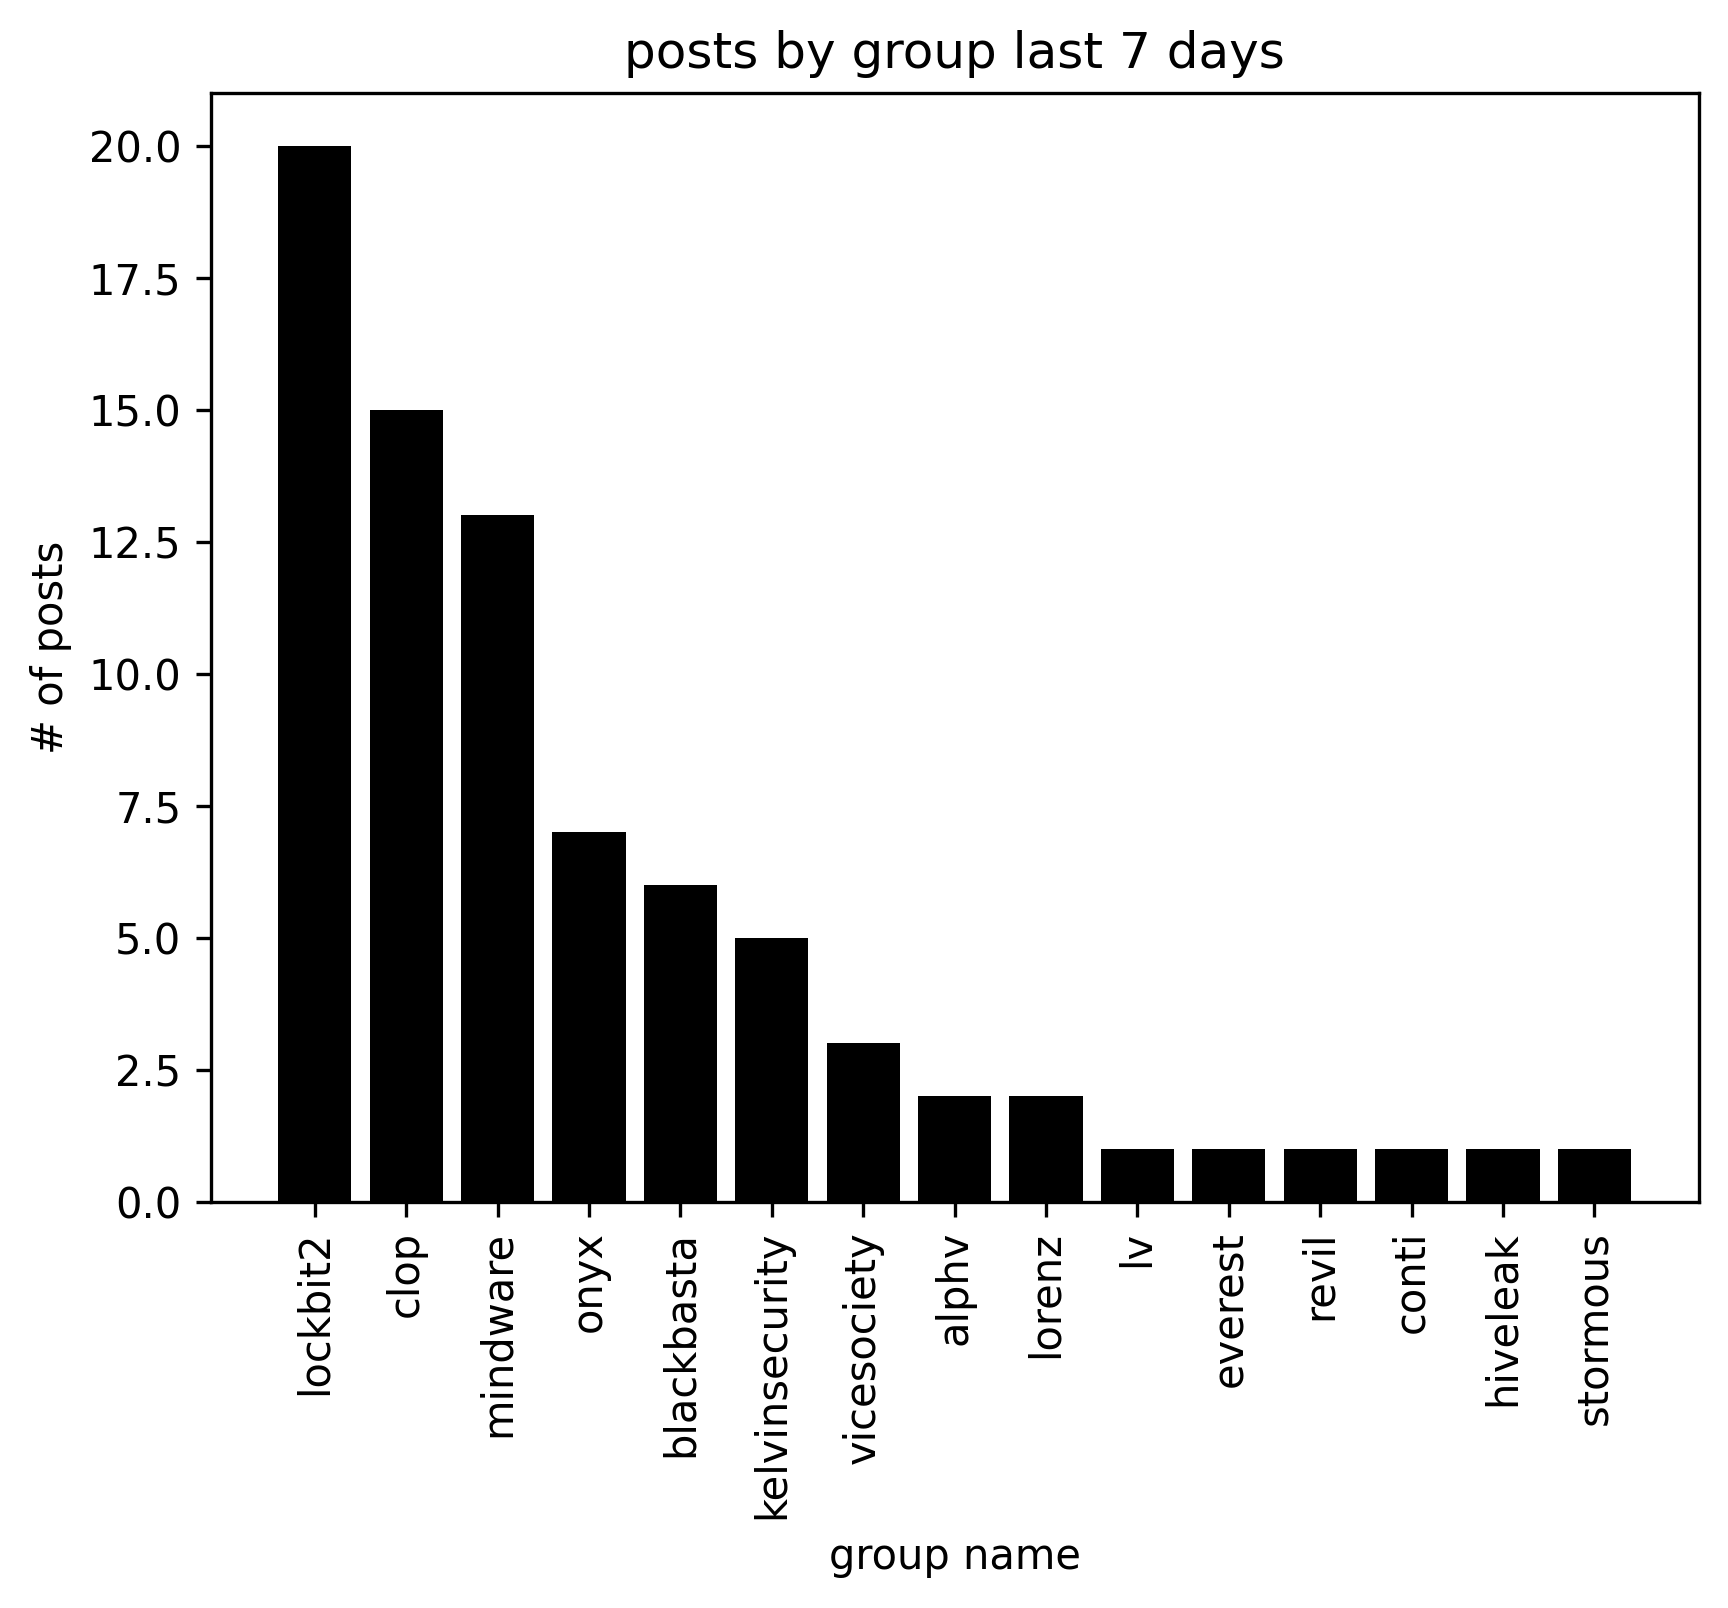 posts by group last 7 days
# of posts
20.0
17.5
15.0
12.5
10.0
7.5
5.0
2.5
0.0
lockbit2
clop
mindware
onyx
blackbasta
kelvinsecurity
vicesociety
alphv
lorenz
lv
everest
revil
conti
hiveleak
stormous
group name